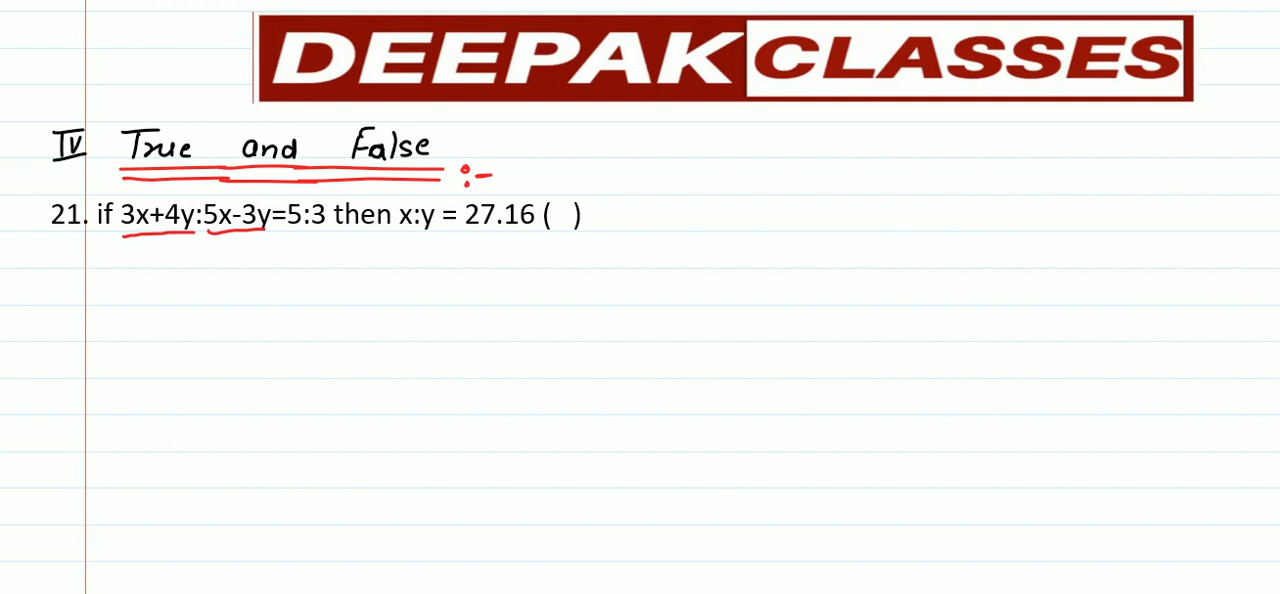 DEEPAK CLASSES
IV True and False :-
21. if 3x+4y:5x-3y=5:3 then x:y = 27.16 ( )